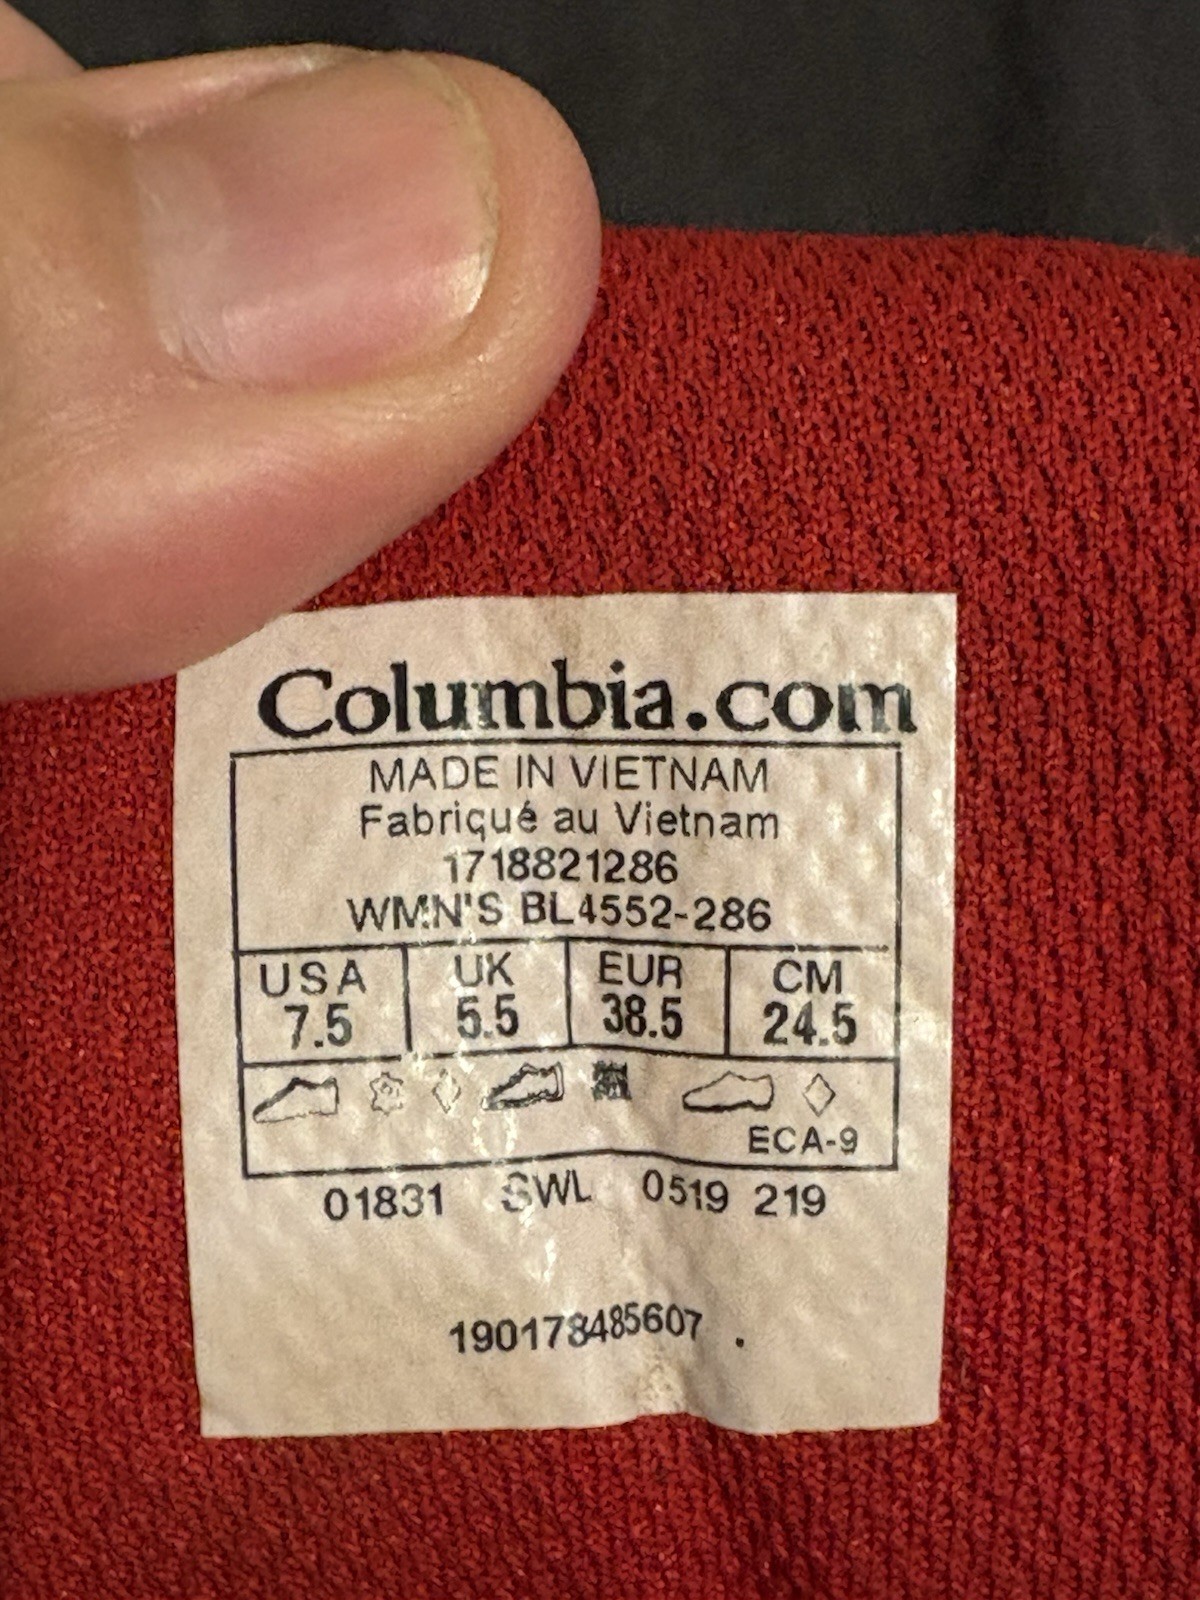 Columbia.com
MADE IN VIETNAM
Fabriqué au Vietnam
1718821286
WMN'S BL4552-286
USA UK EUR CM
7.5 5.5 38.5 24.5
ECA-9
01831 SWL 0519 219
190178485607 .